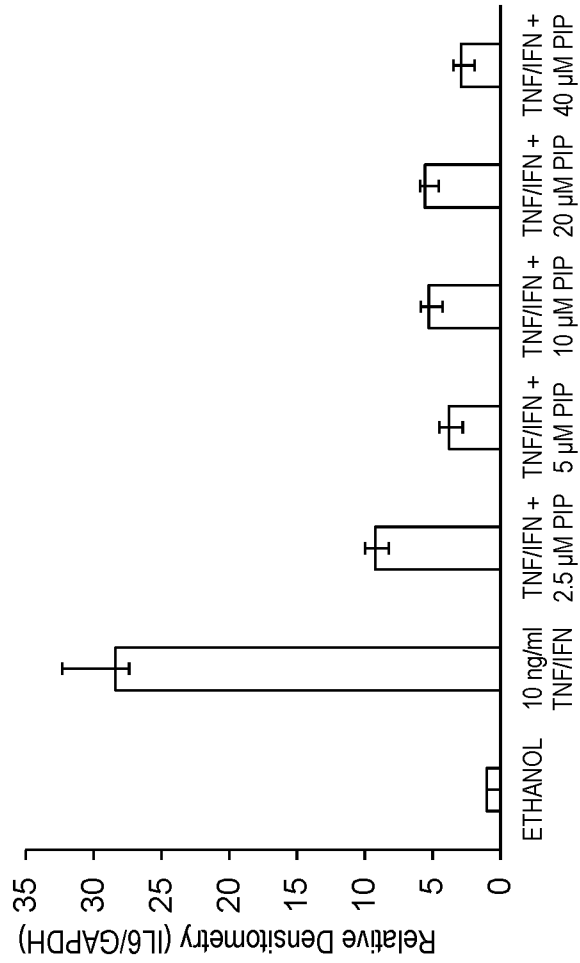 Relative Densitometry (IL6/GAPDH)
35
30
25
20
15
10
5
0
ETHANOL
10 ng/ml
TNF/IFN
TNF/IFN +
2.5 µM PIP
TNF/IFN +
5 µM PIP
TNF/IFN +
10 µM PIP
TNF/IFN +
20 µM PIP
TNF/IFN +
40 µM PIP